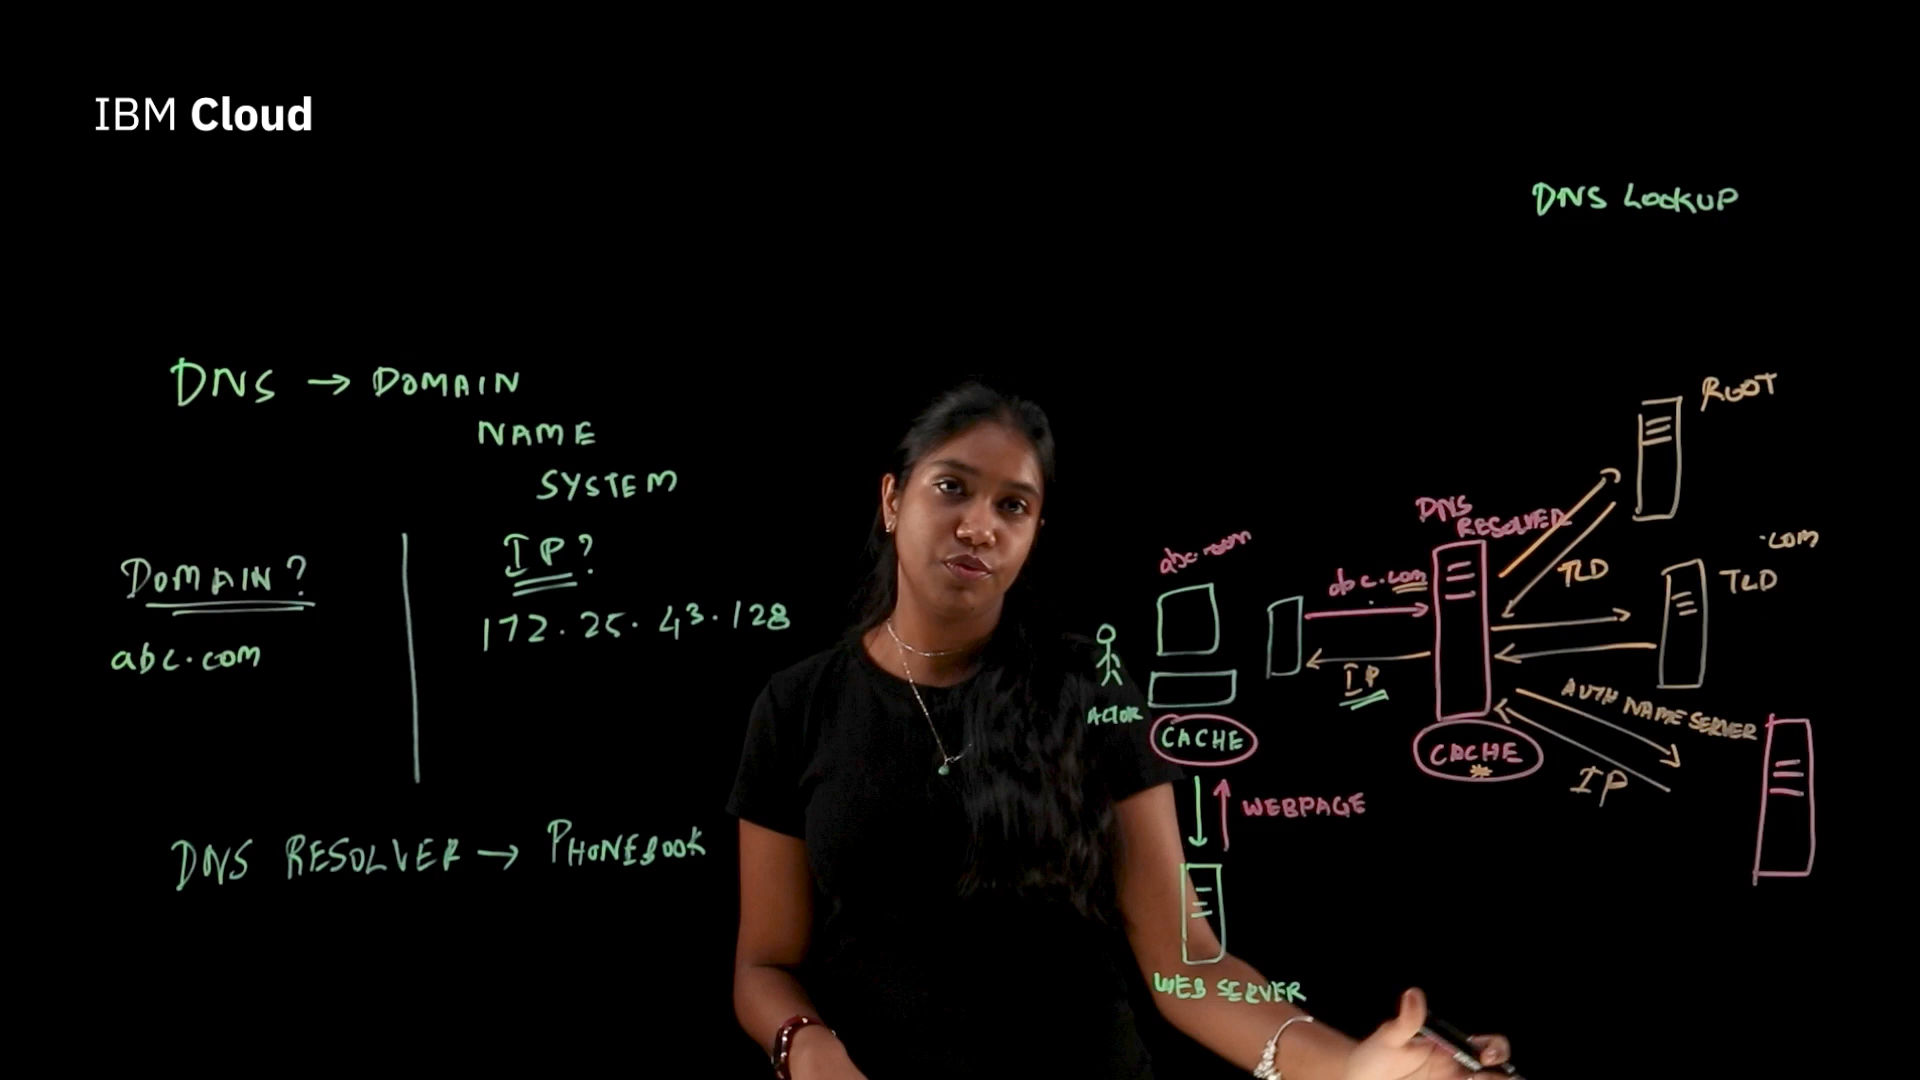 IBM Cloud
DNS LOOKUP
DNS → DOMAIN
NAME
SYSTEM
DOMAIN?
abc.com
IP?
172.25.43.128
DNS RESOLVER → PHONEBOOK
ACTOR
abc.com
CACHE
WEBPAGE
WEB SERVER
abc.com
IP
DNS
RESOLVER
CACHE
ROOT
TLD
.com
TLD
AUTH NAME SERVER
IP